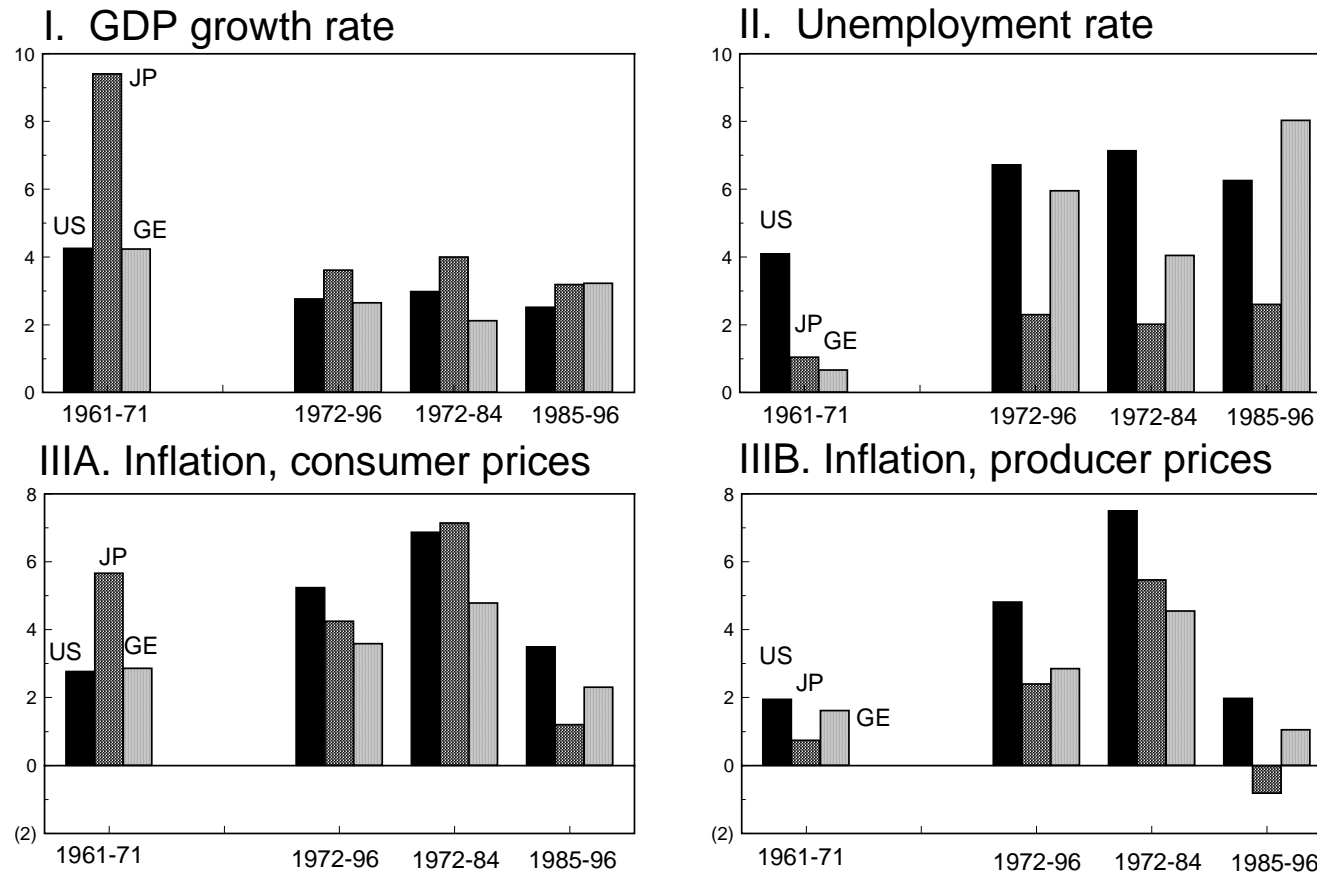 I. GDP growth rate
10
8
6
4
2
0
US
JP
GE
1961-71
1972-96
1972-84
1985-96
II. Unemployment rate
10
8
6
4
2
0
US
JP
GE
1961-71
1972-96
1972-84
1985-96
IIIA. Inflation, consumer prices
8
6
4
2
0
(2)
US
JP
GE
1961-71
1972-96
1972-84
1985-96
IIIB. Inflation, producer prices
8
6
4
2
0
(2)
US
JP
GE
1961-71
1972-96
1972-84
1985-96